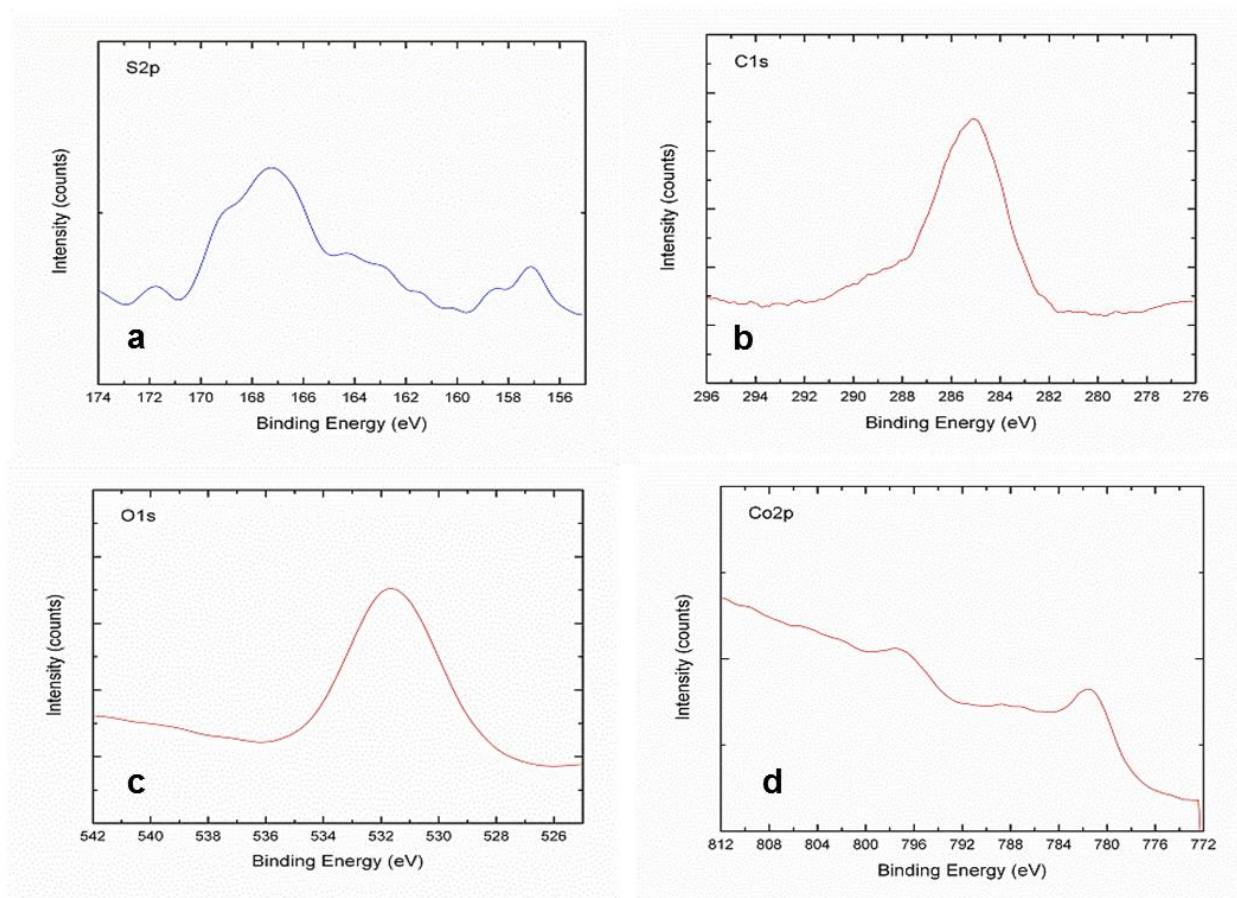 S2p
Intensity (counts)
a
174 172 170 168 166 164 162 160 158 156
Binding Energy (eV)
C1s
Intensity (counts)
b
296 294 292 290 288 286 284 282 280 278 276
Binding Energy (eV)
O1s
Intensity (counts)
c
542 540 538 536 534 532 530 528 526
Binding Energy (eV)
Co2p
Intensity (counts)
d
812 808 804 800 796 792 788 784 780 776 772
Binding Energy (eV)